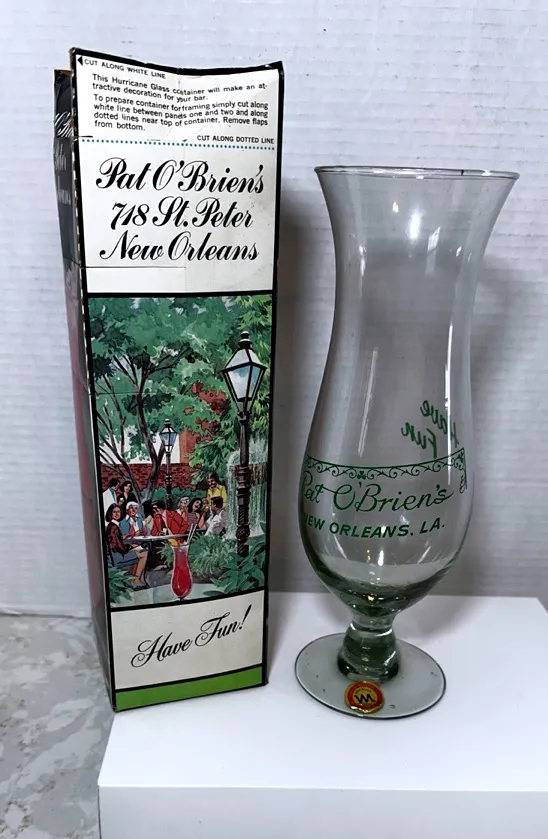 CUT ALONG WHITE LINE
This Hurricane Glass container will make an at-
tractive decoration for your bar.
To prepare container for framing simply cut along
white line between panels one and two and along
dotted lines near top of container. Remove flaps
from bottom.
CUT ALONG DOTTED LINE
Pat O'Brien's
718 St. Peter
New Orleans
Have Fun!
Have
Fun
Pat O'Brien's
NEW ORLEANS, LA.